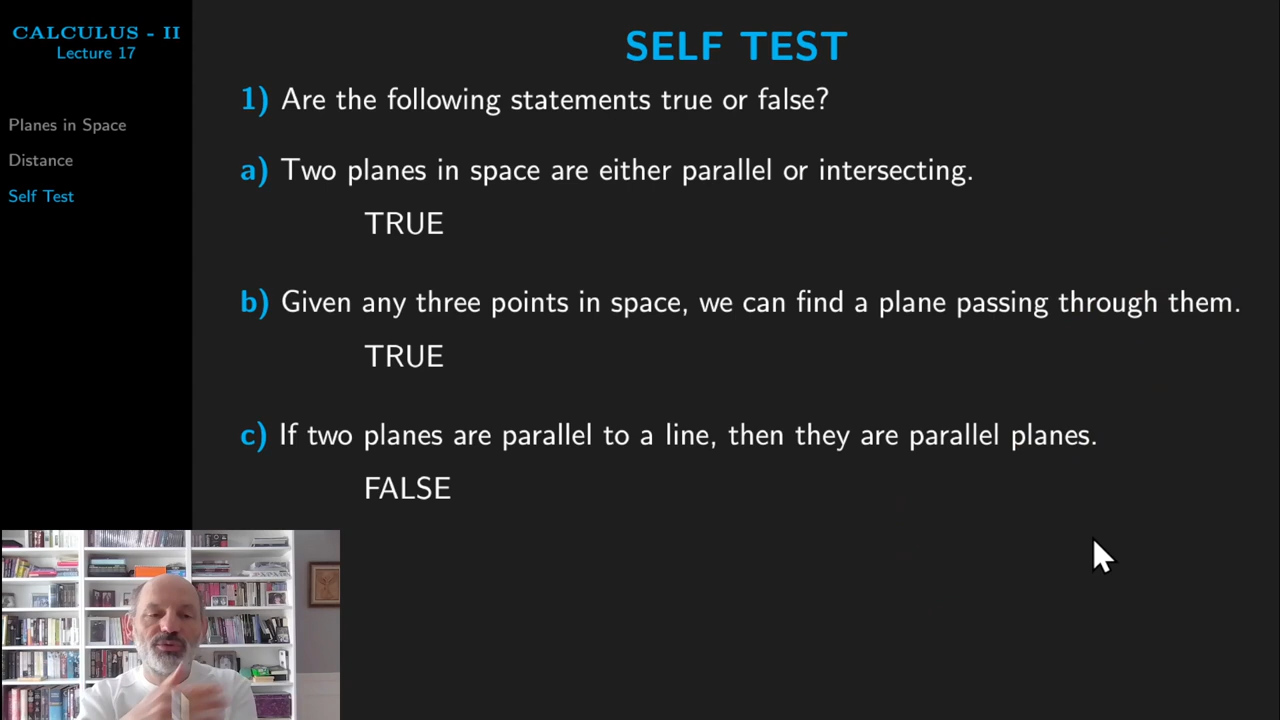 CALCULUS - II
Lecture 17
Planes in Space
Distance
Self Test
SELF TEST
1) Are the following statements true or false?
a) Two planes in space are either parallel or intersecting.
TRUE
b) Given any three points in space, we can find a plane passing through them.
TRUE
c) If two planes are parallel to a line, then they are parallel planes.
FALSE